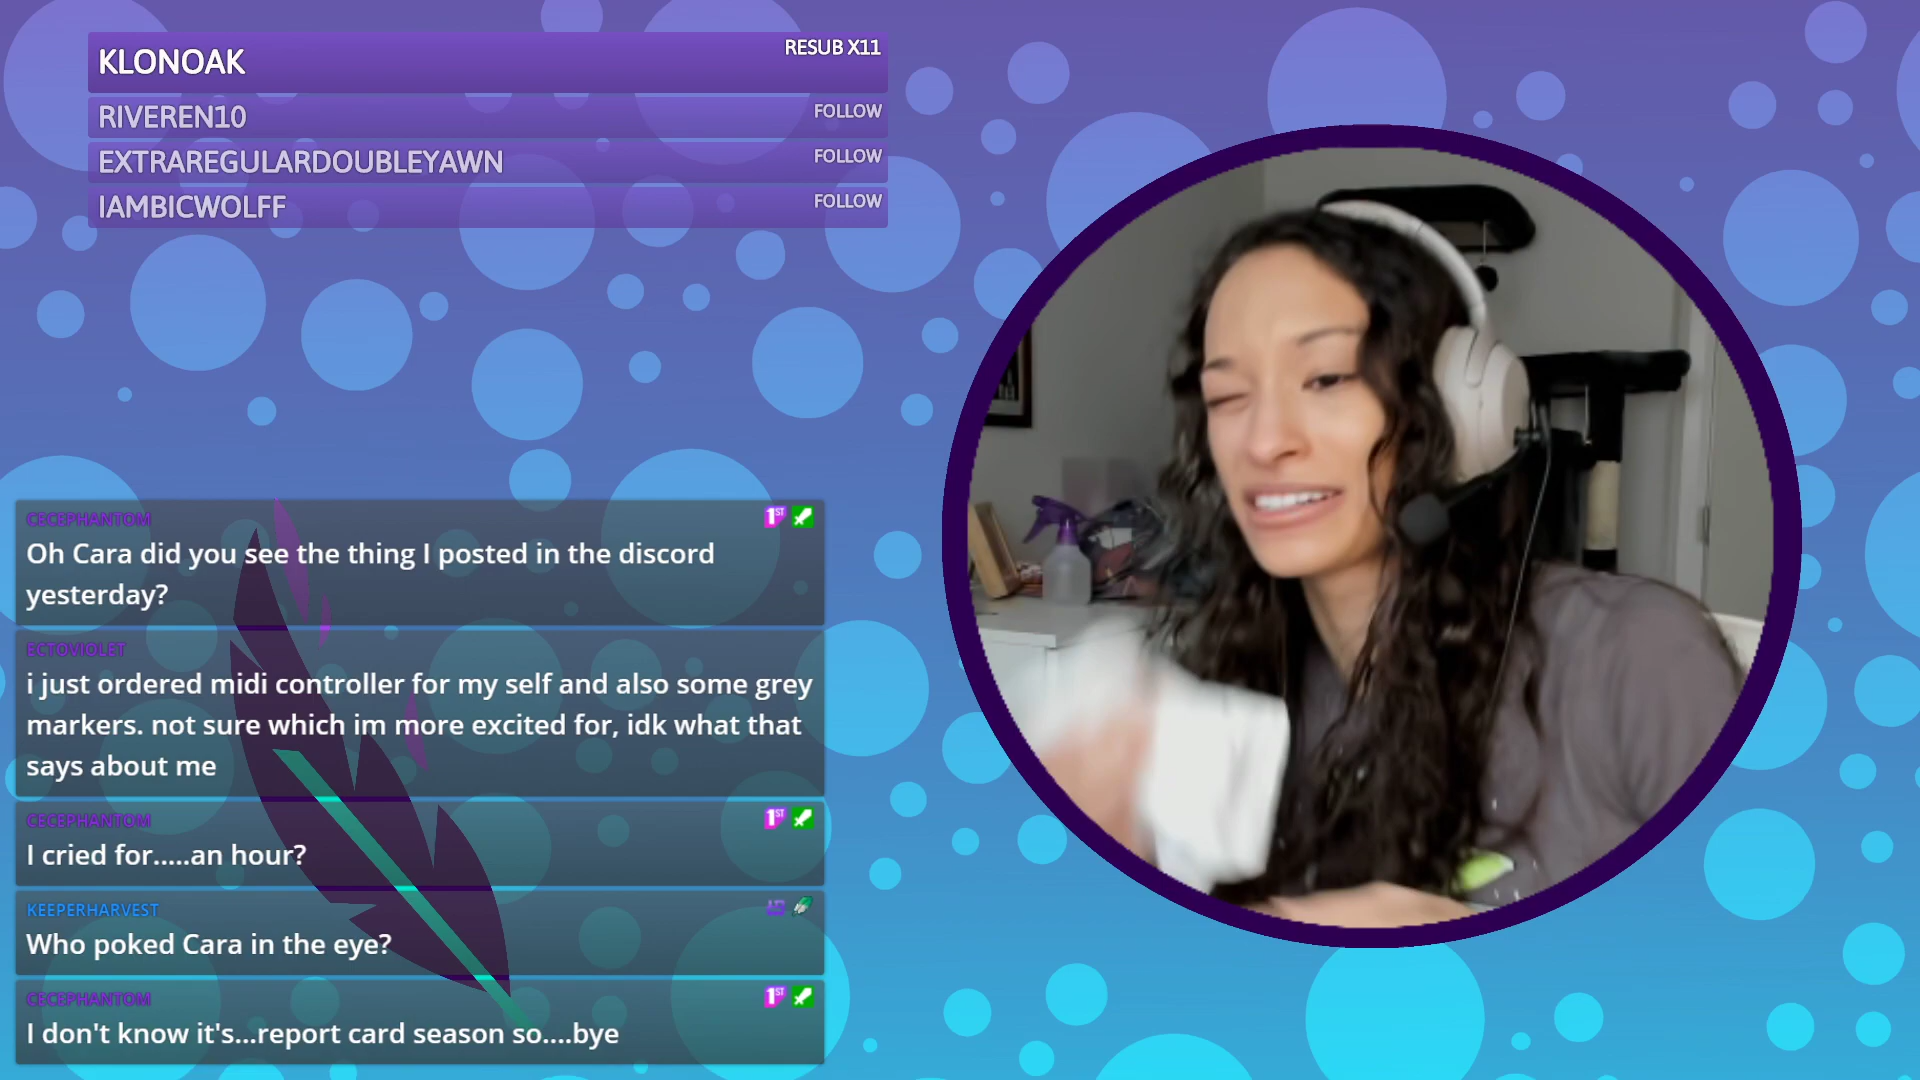 KLONOAK RESUB X11
RIVEREN10 FOLLOW
EXTRAREGULARDOUBLEYAWN FOLLOW
IAMBICWOLFF FOLLOW
CECEPHANTOM 1ST
Oh Cara did you see the thing I posted in the discord
yesterday?
ECTOVIOLET
i just ordered midi controller for my self and also some grey
markers. not sure which im more excited for, idk what that
says about me
CECEPHANTOM 1ST
I cried for.....an hour?
KEEPERHARVEST
Who poked Cara in the eye?
CECEPHANTOM 1ST
I don't know it's...report card season so....bye